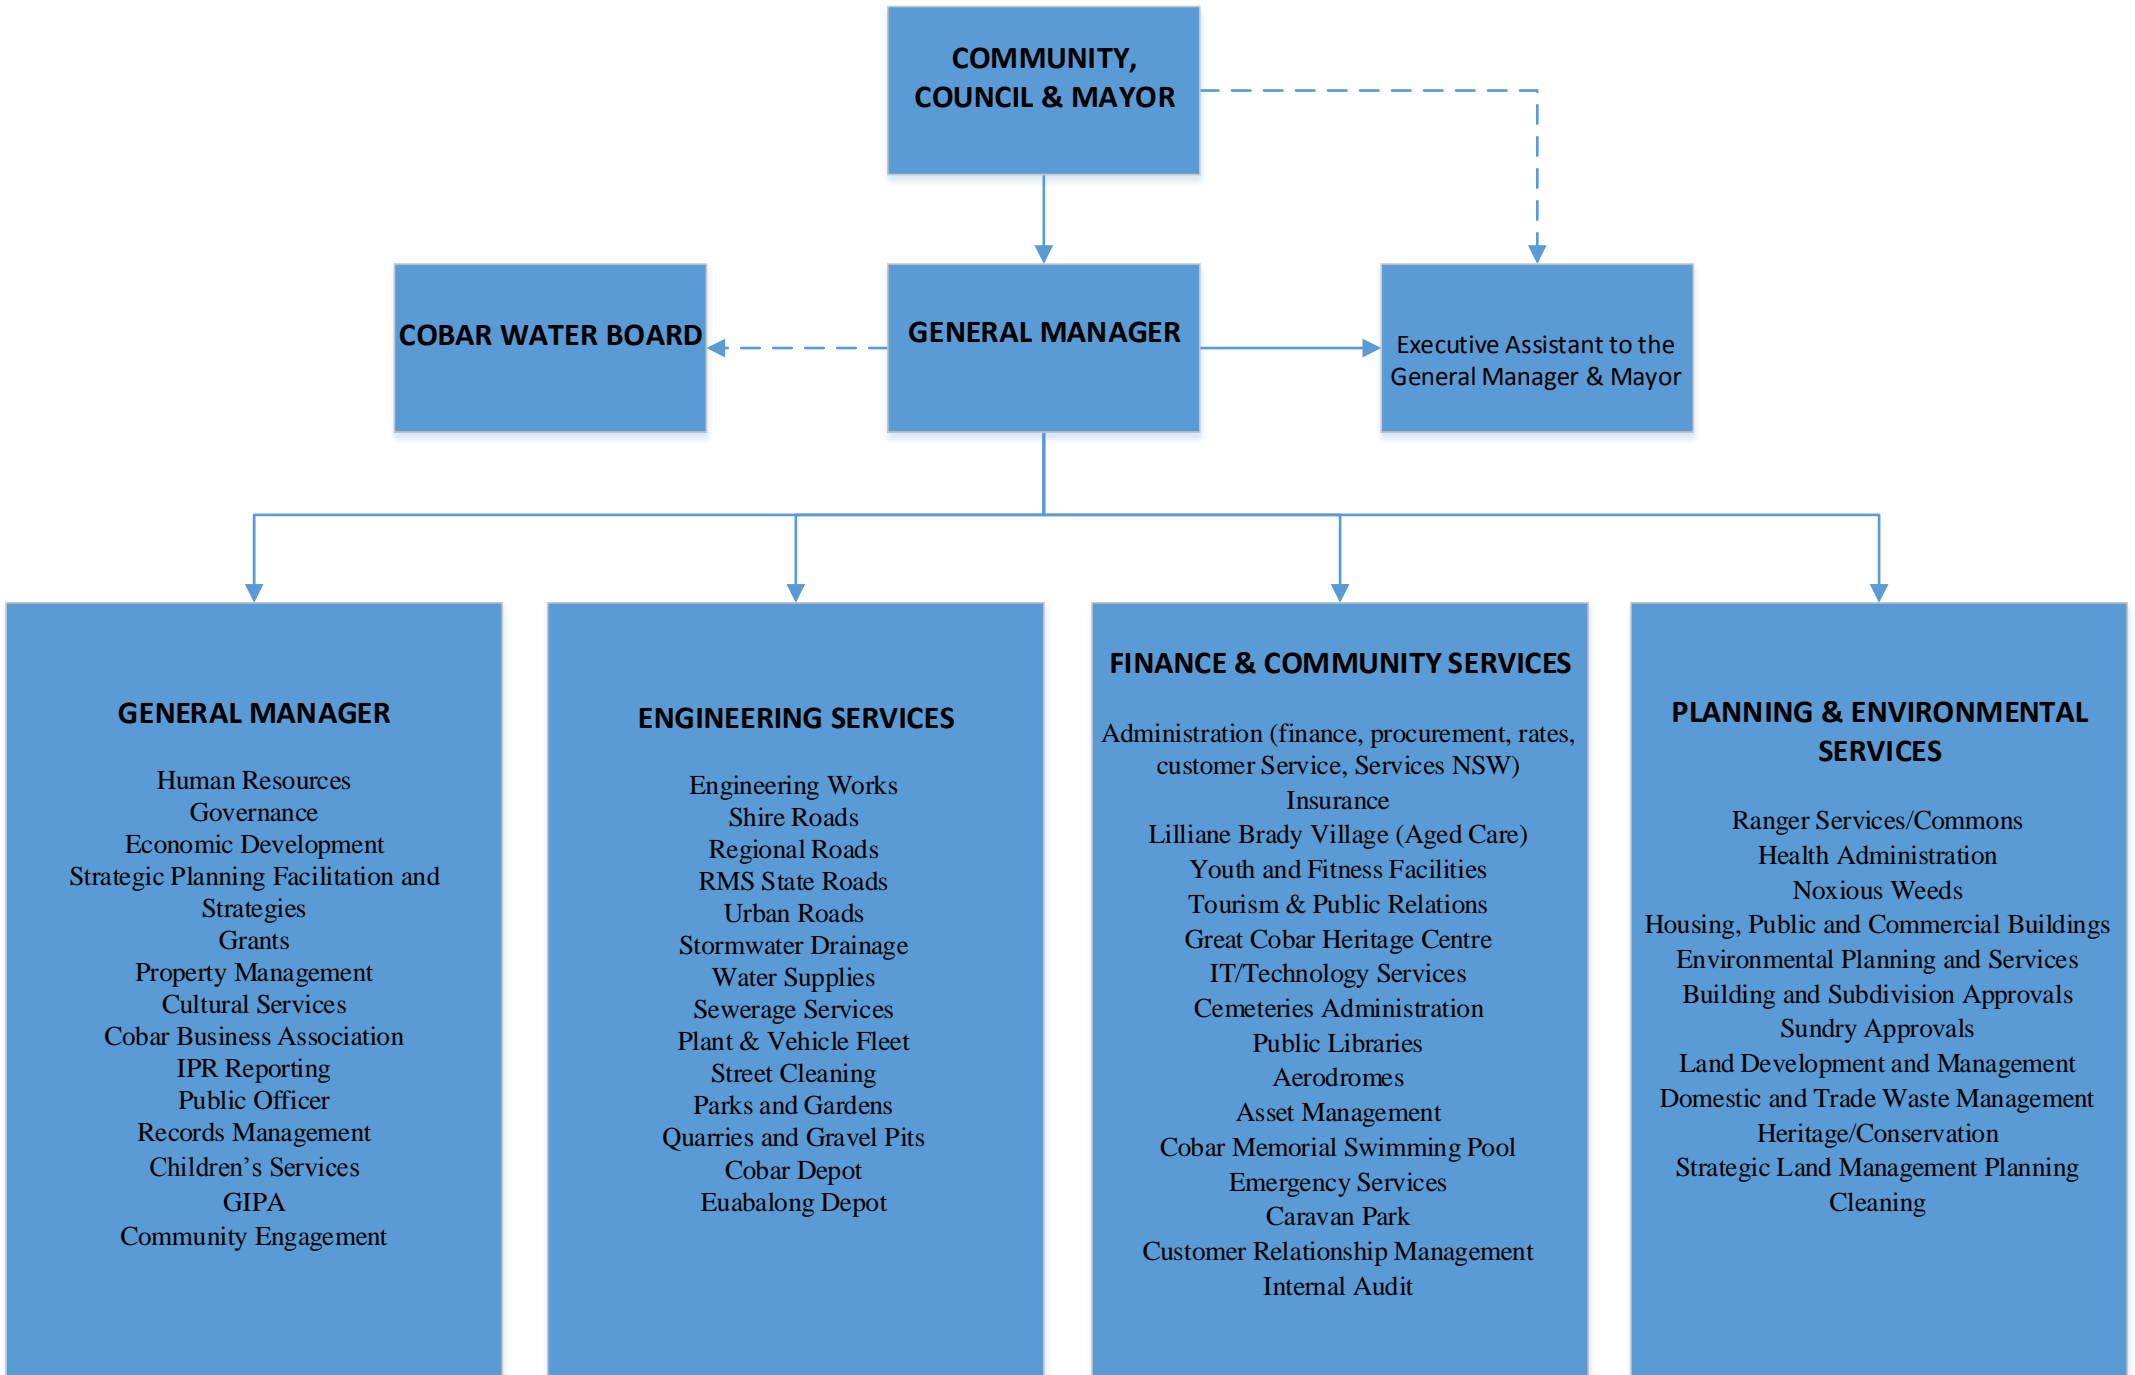 COMMUNITY,
COUNCIL & MAYOR
COBAR WATER BOARD
GENERAL MANAGER
Executive Assistant to the
General Manager & Mayor
GENERAL MANAGER
Human Resources
Governance
Economic Development
Strategic Planning Facilitation and
Strategies
Grants
Property Management
Cultural Services
Cobar Business Association
IPR Reporting
Public Officer
Records Management
Children’s Services
GIPA
Community Engagement
ENGINEERING SERVICES
Engineering Works
Shire Roads
Regional Roads
RMS State Roads
Urban Roads
Stormwater Drainage
Water Supplies
Sewerage Services
Plant & Vehicle Fleet
Street Cleaning
Parks and Gardens
Quarries and Gravel Pits
Cobar Depot
Euabalong Depot
FINANCE & COMMUNITY SERVICES
Administration (finance, procurement, rates,
customer Service, Services NSW)
Insurance
Lilliane Brady Village (Aged Care)
Youth and Fitness Facilities
Tourism & Public Relations
Great Cobar Heritage Centre
IT/Technology Services
Cemeteries Administration
Public Libraries
Aerodromes
Asset Management
Cobar Memorial Swimming Pool
Emergency Services
Caravan Park
Customer Relationship Management
Internal Audit
PLANNING & ENVIRONMENTAL
SERVICES
Ranger Services/Commons
Health Administration
Noxious Weeds
Housing, Public and Commercial Buildings
Environmental Planning and Services
Building and Subdivision Approvals
Sundry Approvals
Land Development and Management
Domestic and Trade Waste Management
Heritage/Conservation
Strategic Land Management Planning
Cleaning